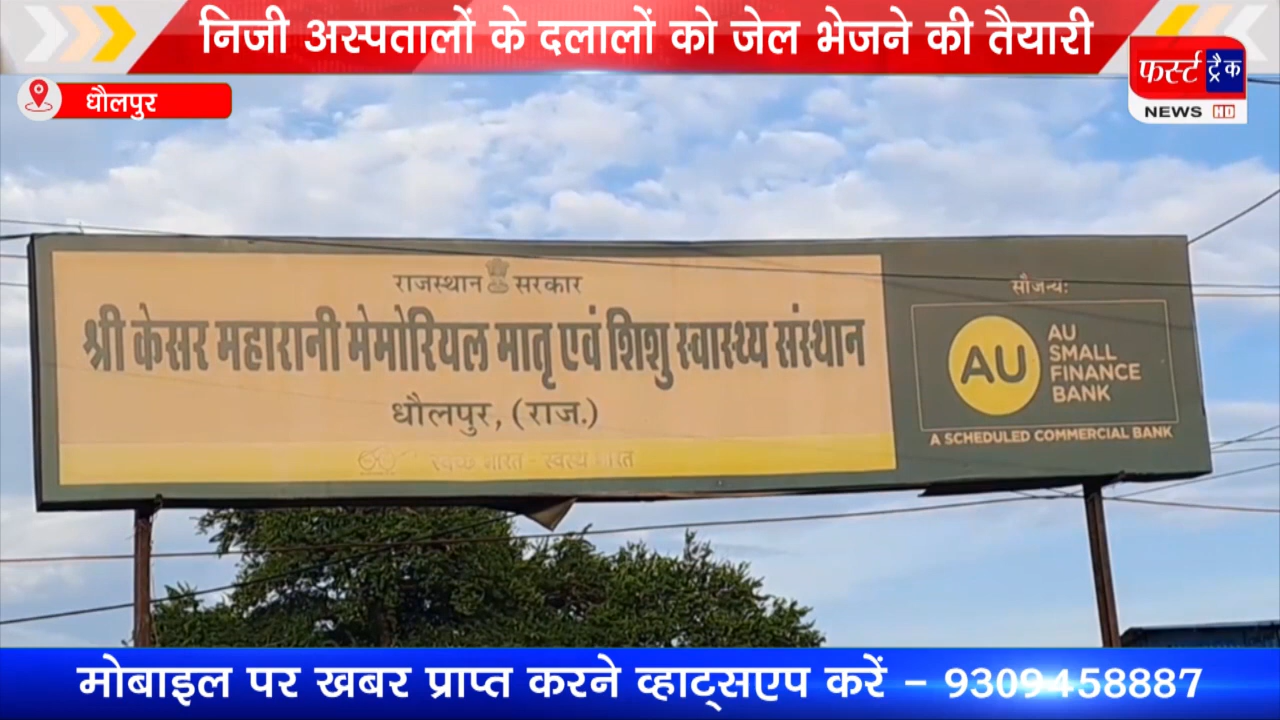 निजी अस्पतालों के दलालों को जेल भेजने की तैयारी
फर्स्ट ट्रैक
NEWS HD
धौलपुर
राजस्थान सरकार
श्री केसर महारानी मेमोरियल मातृ एवं शिशु स्वास्थ्य संस्थान
धौलपुर, (राज.)
स्वच्छ भारत - स्वस्थ भारत
सौजन्य:
AU
AU
SMALL
FINANCE
BANK
A SCHEDULED COMMERCIAL BANK
मोबाइल पर खबर प्राप्त करने व्हाट्सएप करें - 9309458887